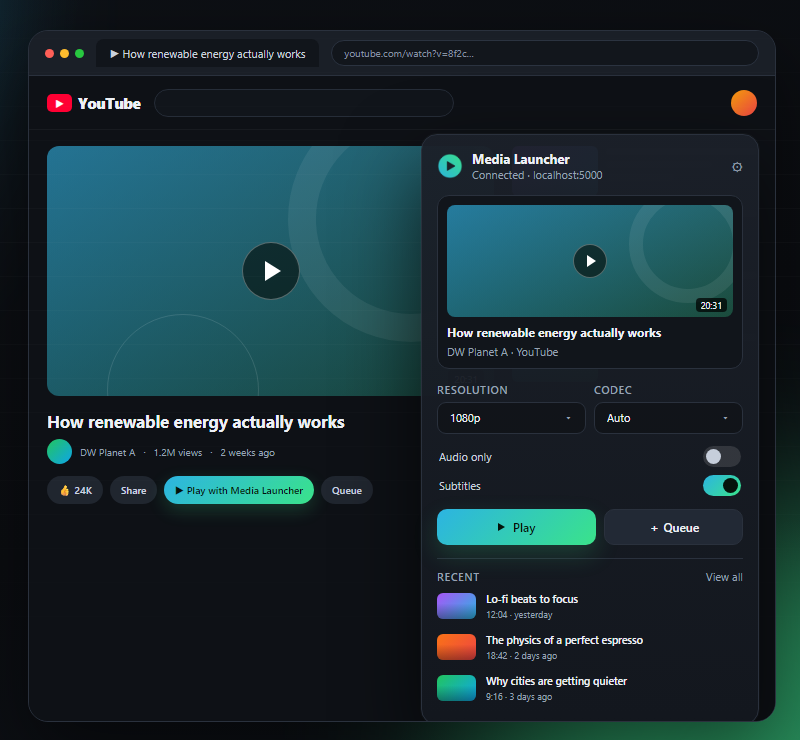 How renewable energy actually works
youtube.com/watch?v=8f2c...
YouTube
How renewable energy actually works
DW Planet A · 1.2M views · 2 weeks ago
👍 24K
Share
▶ Play with Media Launcher
Queue
Media Launcher
Connected · localhost:5000
20:31
How renewable energy actually works
DW Planet A · YouTube
RESOLUTION
CODEC
1080p
Auto
Audio only
Subtitles
▶ Play
+ Queue
RECENT
View all
Lo-fi beats to focus
12:04 · yesterday
The physics of a perfect espresso
18:42 · 2 days ago
Why cities are getting quieter
9:16 · 3 days ago